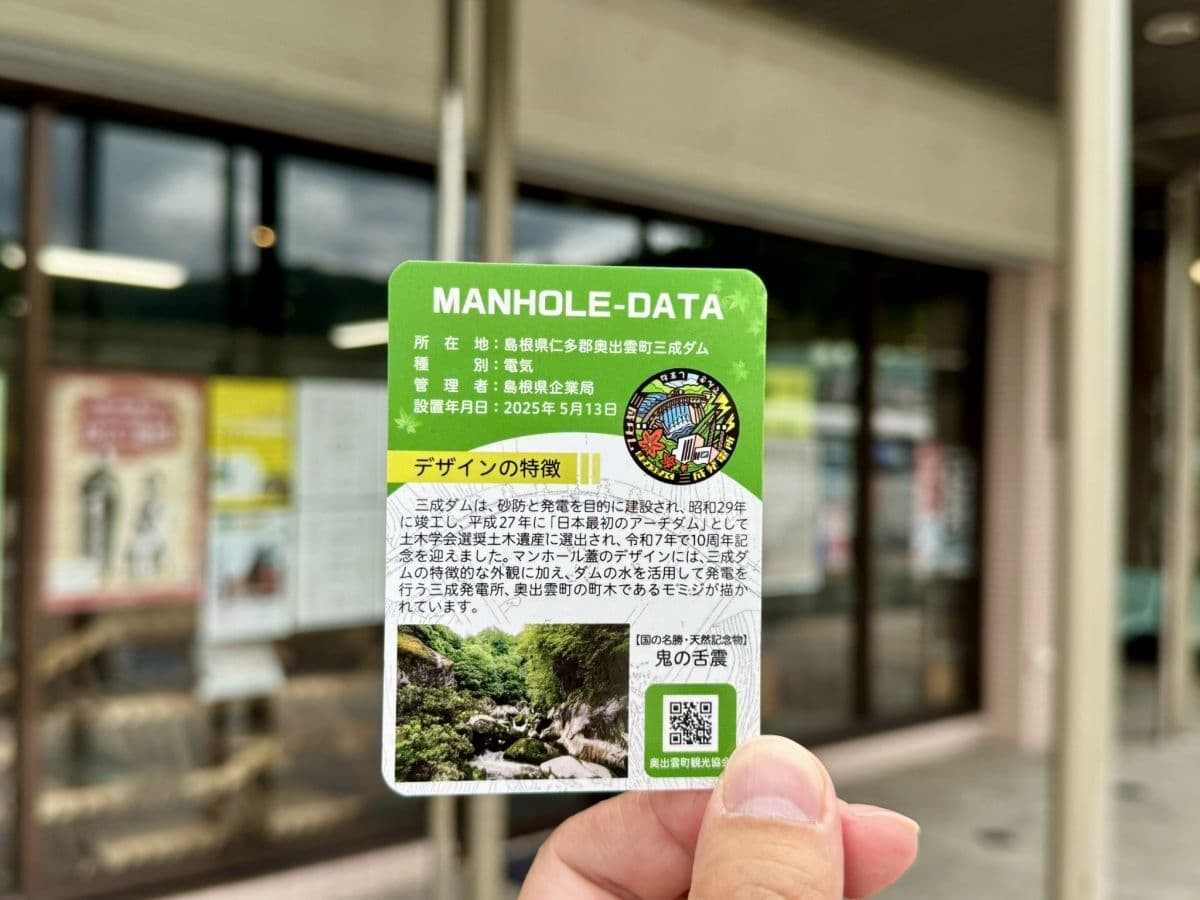 MANHOLE-DATA
所在地：島根県仁多郡奥出雲町三成ダム
種別：電気
管理者：島根県企業局
設置年月日：2025年5月13日
デザインの特徴
三成ダムは、砂防と発電を目的に建設され、昭和29年
に竣工し、平成27年に「日本最初のアーチダム」として
土木学会選奨土木遺産に選出され、令和7年で10周年記
念を迎えました。マンホール蓋のデザインには、三成ダ
ムの特徴的な外観に加え、ダムの水を活用して発電を
行う三成発電所、奥出雲町の町木であるモミジが描か
れています。
【国の名勝・天然記念物】
鬼の舌震
奥出雲町観光協会